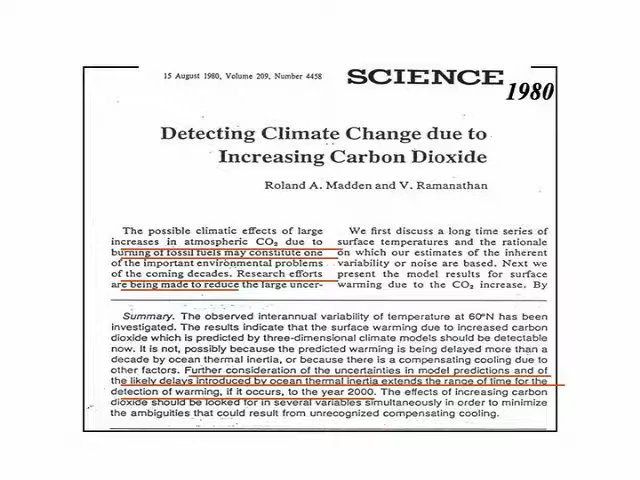 15 August 1980, Volume 209, Number 4458
SCIENCE
1980
Detecting Climate Change due to
Increasing Carbon Dioxide
Roland A. Madden and V. Ramanathan
The possible climatic effects of large
increases in atmospheric CO₂ due to
burning of fossil fuels may constitute one
of the important environmental problems
of the coming decades. Research efforts
are being made to reduce the large uncer-
We first discuss a long time series of
surface temperatures and the rationale
on which our estimates of the inherent
variability or noise are based. Next we
present the model results for surface
warming due to the CO₂ increase. By
Summary. The observed interannual variability of temperature at 60°N has been
investigated. The results indicate that the surface warming due to increased carbon
dioxide which is predicted by three-dimensional climate models should be detectable
now. It is not, possibly because the predicted warming is being delayed more than a
decade by ocean thermal inertia, or because there is a compensating cooling due to
other factors. Further consideration of the uncertainties in model predictions and of
the likely delays introduced by ocean thermal inertia extends the range of time for the
detection of warming, if it occurs, to the year 2000. The effects of increasing carbon
dioxide should be looked for in several variables simultaneously in order to minimize
the ambiguities that could result from unrecognized compensating cooling.